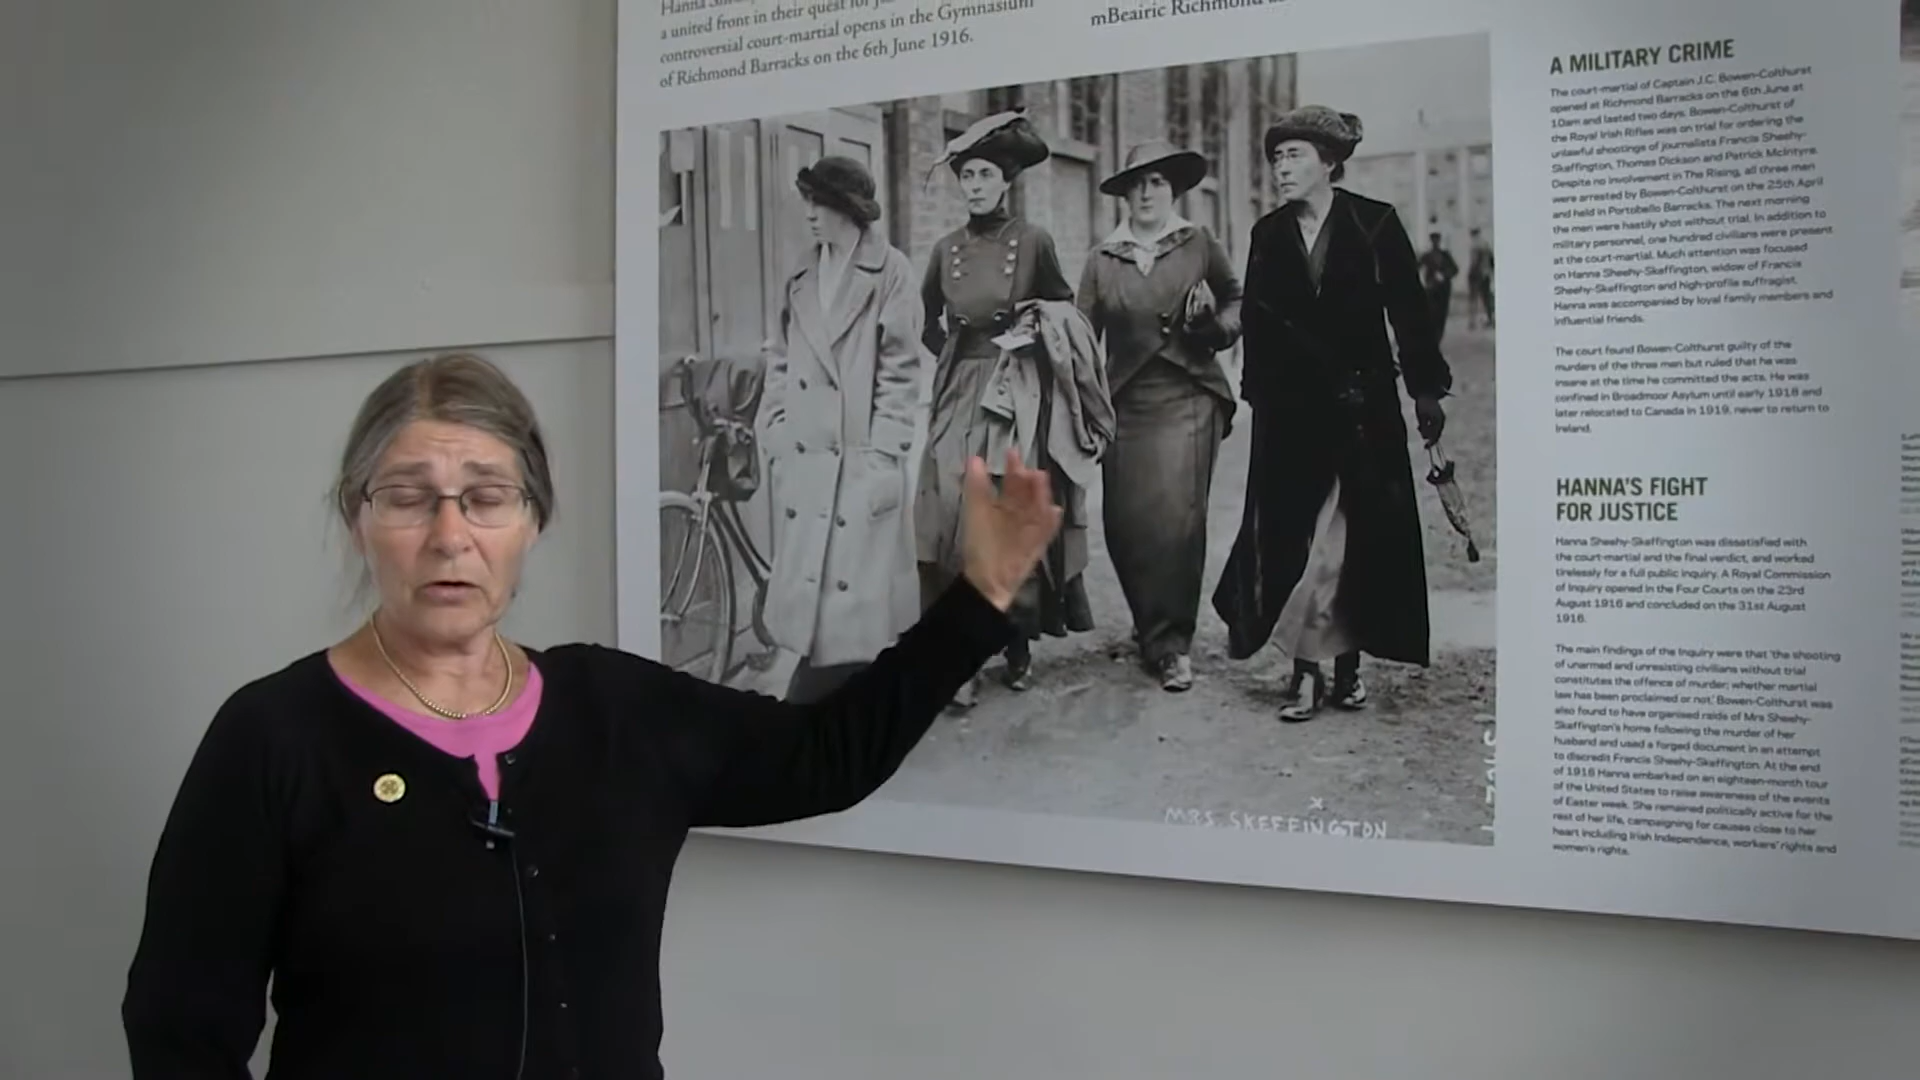 a united front in their quest for
controversial court-martial opens in the Gymnasium
of Richmond Barracks on the 6th June 1916.
mBeairic Richmond
MRS. SKEFFINGTON
A MILITARY CRIME
The court-martial of Captain J.C. Bowen-Colthurst
opened at Richmond Barracks on the 6th June at
10am and lasted two days. Bowen-Colthurst of
the Royal Irish Rifles was on trial for ordering the
unlawful shootings of journalists Francis Sheehy-
Skeffington, Thomas Dickson and Patrick McIntyre.
Despite no involvement in The Rising, all three men
were arrested by Bowen-Colthurst on the 25th April
and held in Portobello Barracks. The next morning
the men were hastily shot without trial. In addition to
military personnel, one hundred civilians were present
at the court-martial. Much attention was focused
on Hanna Sheehy-Skeffington, widow of Francis
Sheehy-Skeffington and high-profile suffragist.
Hanna was accompanied by loyal family members and
influential friends.
The court found Bowen-Colthurst guilty of the
murders of the three men but ruled that he was
insane at the time he committed the acts. He was
confined in Broadmoor Asylum until early 1918 and
later relocated to Canada in 1919, never to return to
Ireland.
HANNA'S FIGHT
FOR JUSTICE
Hanna Sheehy-Skeffington was dissatisfied with
the court-martial and the final verdict, and worked
tirelessly for a full public inquiry. A Royal Commission
of Inquiry opened in the Four Courts on the 23rd
August 1916 and concluded on the 31st August
1916.
The main findings of the Inquiry were that 'the shooting
of unarmed and unresisting civilians without trial
constitutes the offence of murder; whether martial
law has been proclaimed or not.' Bowen-Colthurst was
also found to have organised raids of Mrs Sheehy-
Skeffington's home following the murder of her
husband and used a forged document in an attempt
to discredit Francis Sheehy-Skeffington. At the end
of 1916 Hanna embarked on an eighteen-month tour
of the United States to raise awareness of the events
of Easter week. She remained politically active for the
rest of her life, campaigning for causes close to her
heart including Irish Independence, workers' rights and
women's rights.